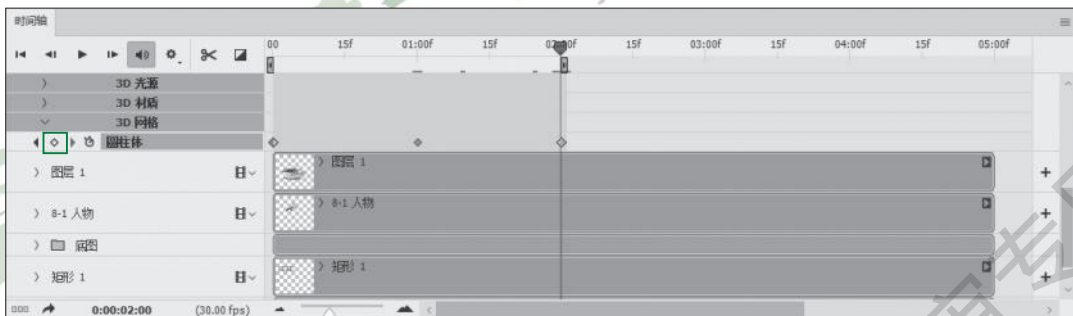 时间轴
00 15f 01:00f 15f 02:00f 15f 03:00f 15f 04:00f 15f 05:00f
3D 光源
3D 材质
3D 网格
圆柱体
图层 1 图层 1
8-1 人物 8-1 人物
底图
矩形 1 矩形 1
0:00:02:00 (30.00 fps)